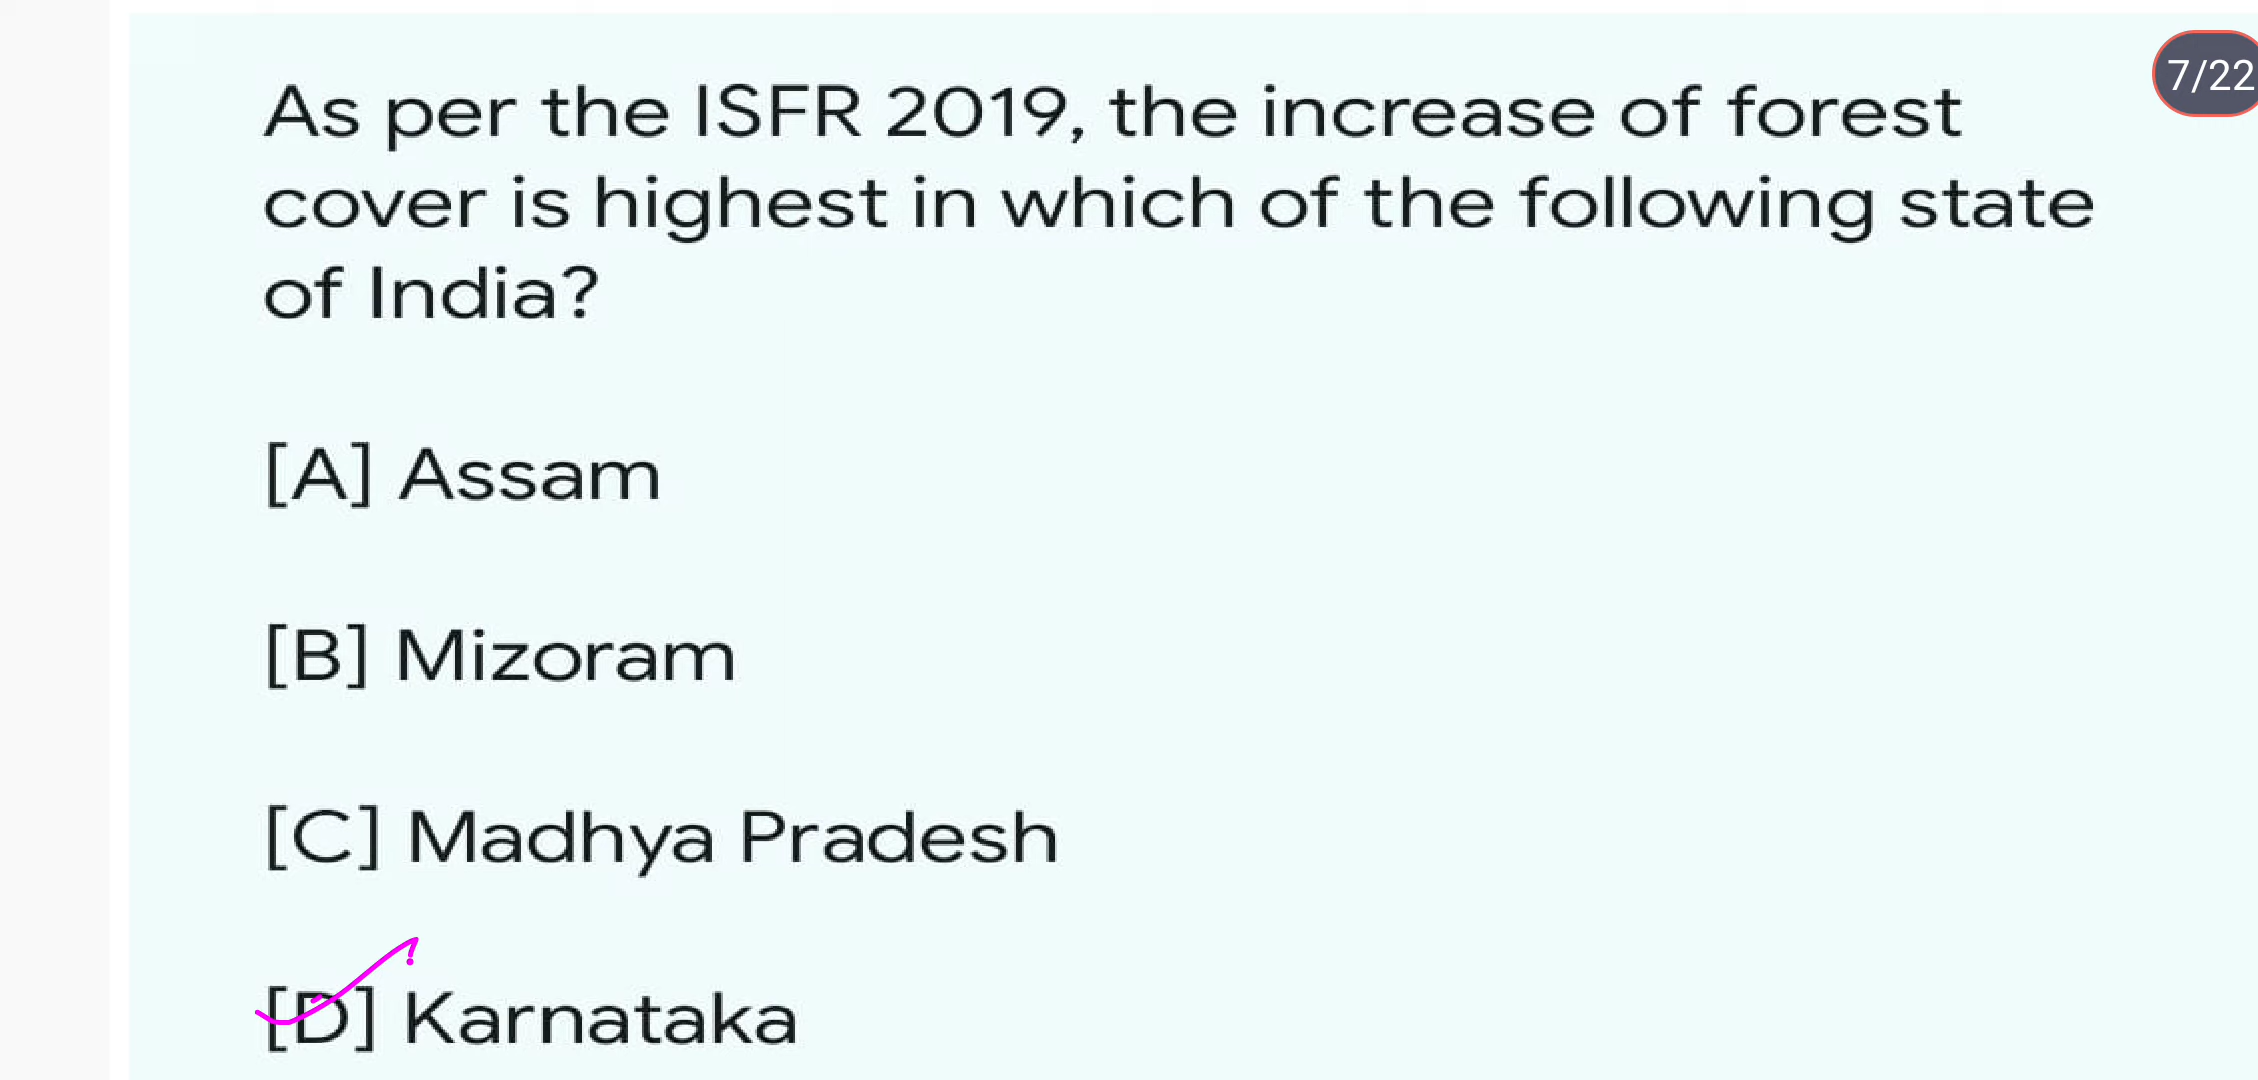 7/22
As per the ISFR 2019, the increase of forest
cover is highest in which of the following state
of India?
[A] Assam
[B] Mizoram
[C] Madhya Pradesh
[D] Karnataka